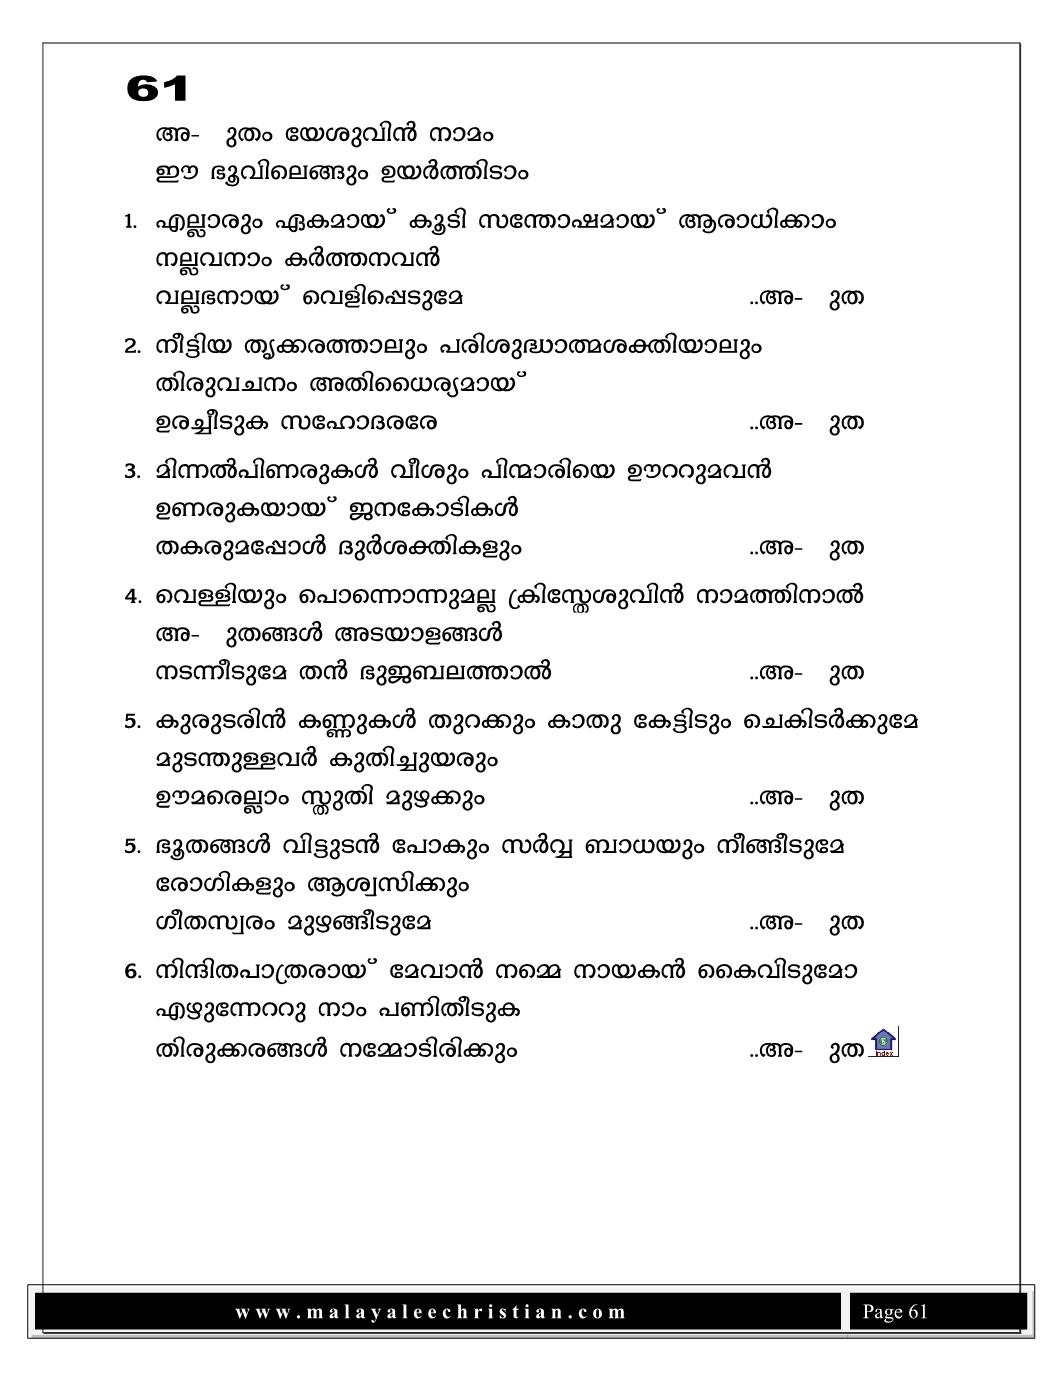 61
അ- ുതം യേശുവിൻ നാമം
ഈ ഭൂവിലെങ്ങും ഉയർത്തിടാം
1. എല്ലാരും ഏകമായ് കൂടി സന്തോഷമായ് ആരാധിക്കാം
നല്ലവനാം കർത്തനവൻ
വല്ലഭനായ് വെളിപ്പെടുമേ ..അ- ുത
2. നീട്ടിയ തൃക്കരത്താലും പരിശുദ്ധാത്മശക്തിയാലും
തിരുവചനം അതിധൈര്യമായ്
ഉരച്ചീടുക സഹോദരരേ ..അ- ുത
3. മിന്നൽപിണരുകൾ വീശും പിന്മാരിയെ ഊററുമവൻ
ഉണരുകയായ് ജനകോടികൾ
തകരുമപ്പോൾ ദുർശക്തികളും ..അ- ുത
4. വെള്ളിയും പൊന്നൊന്നുമല്ല ക്രിസ്തേശുവിൻ നാമത്തിനാൽ
അ- ുതങ്ങൾ അടയാളങ്ങൾ
നടന്നീടുമേ തൻ ഭുജബലത്താൽ ..അ- ുത
5. കുരുടരിൻ കണ്ണുകൾ തുറക്കും കാതു കേട്ടിടും ചെകിടർക്കുമേ
മുടന്തുള്ളവർ കുതിച്ചുയരും
ഊമരെല്ലാം സ്തുതി മുഴക്കും ..അ- ുത
5. ഭൂതങ്ങൾ വിട്ടുടൻ പോകും സർവ്വ ബാധയും നീങ്ങീടുമേ
രോഗികളും ആശ്വസിക്കും
ഗീതസ്വരം മുഴങ്ങീടുമേ ..അ- ുത
6. നിന്ദിതപാത്രരായ് മേവാൻ നമ്മെ നായകൻ കൈവിടുമോ
എഴുന്നേററു നാം പണിതീടുക
തിരുക്കരങ്ങൾ നമ്മോടിരിക്കും ..അ- ുത
Index
www.malayaleechristian.com Page 61